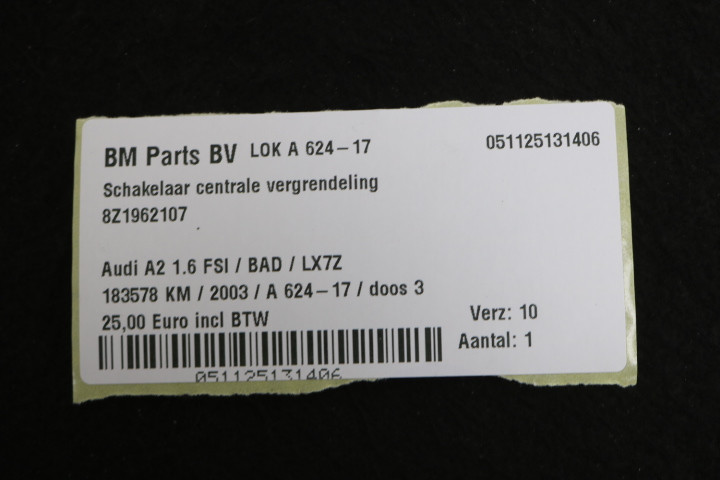 BM Parts BV LOK A 624-17 051125131406
Schakelaar centrale vergrendeling
8Z1962107
Audi A2 1.6 FSI / BAD / LX7Z
183578 KM / 2003 / A 624-17 / doos 3
25,00 Euro incl BTW Verz: 10
Aantal: 1
051125131406